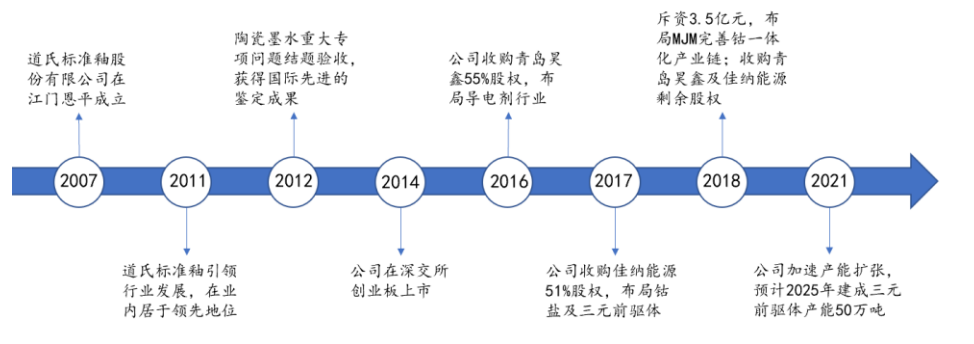 道氏标准釉股
份有限公司在
江门恩平成立
陶瓷墨水重大专
项问题结题验收,
获得国际先进的
鉴定成果
公司收购青岛昊
鑫55%股权,布
局导电剂行业
斥资3.5亿元,布
局MJM完善钴一体
化产业链;收购青
岛昊鑫及佳纳能源
剩余股权
2007
2011
2012
2014
2016
2017
2018
2021
道氏标准釉引领
行业发展,在业
内居于领先地位
公司在深交所
创业板上市
公司收购佳纳能源
51%股权,布局钴
盐及三元前驱体
公司加速产能扩张,
预计2025年建成三元
前驱体产能50万吨